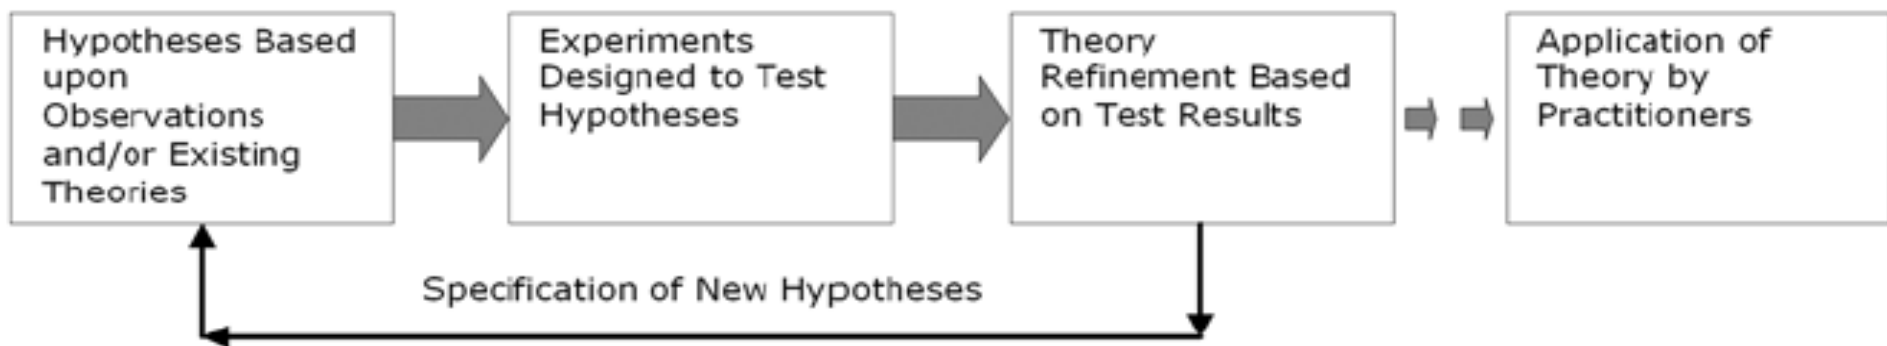 Hypotheses Based
upon
Observations
and/or Existing
Theories
Experiments
Designed to Test
Hypotheses
Theory
Refinement Based
on Test Results
Application of
Theory by
Practitioners
Specification of New Hypotheses